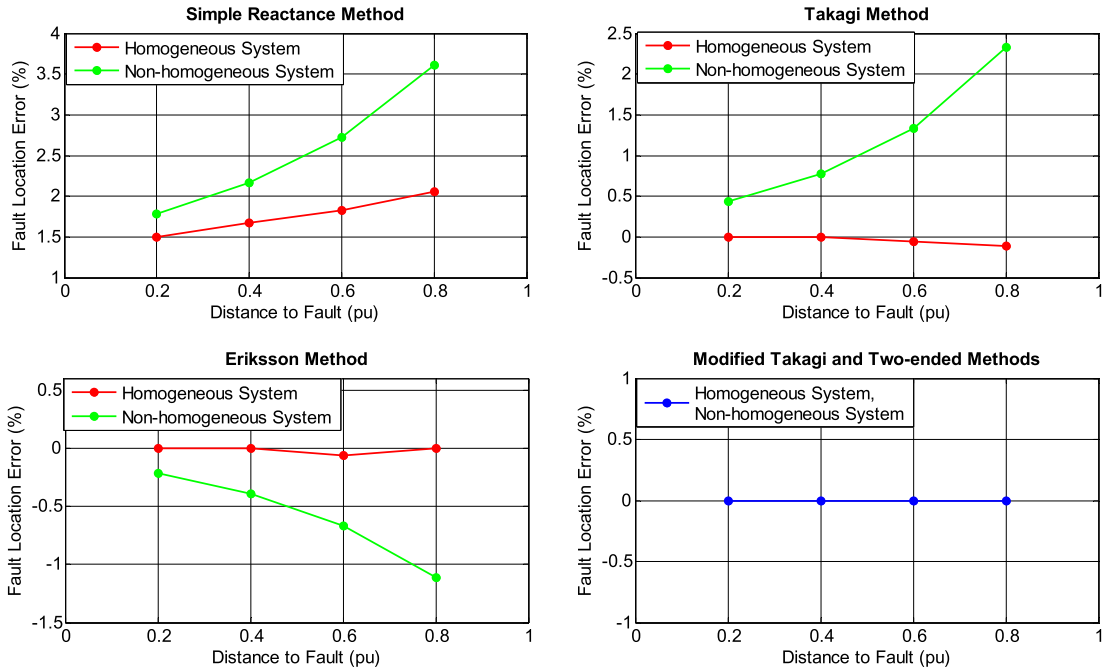 Simple Reactance Method
Fault Location Error (%)
4
3.5
3
2.5
2
1.5
1
Homogeneous System
Non-homogeneous System
0
0.2
0.4
0.6
0.8
1
Distance to Fault (pu)
Takagi Method
Fault Location Error (%)
2.5
2
1.5
1
0.5
0
-0.5
Homogeneous System
Non-homogeneous System
0
0.2
0.4
0.6
0.8
1
Distance to Fault (pu)
Eriksson Method
Fault Location Error (%)
0.5
0
-0.5
-1
-1.5
Homogeneous System
Non-homogeneous System
0
0.2
0.4
0.6
0.8
1
Distance to Fault (pu)
Modified Takagi and Two-ended Methods
Fault Location Error (%)
1
0.5
0
-0.5
-1
Homogeneous System,
Non-homogeneous System
0
0.2
0.4
0.6
0.8
1
Distance to Fault (pu)